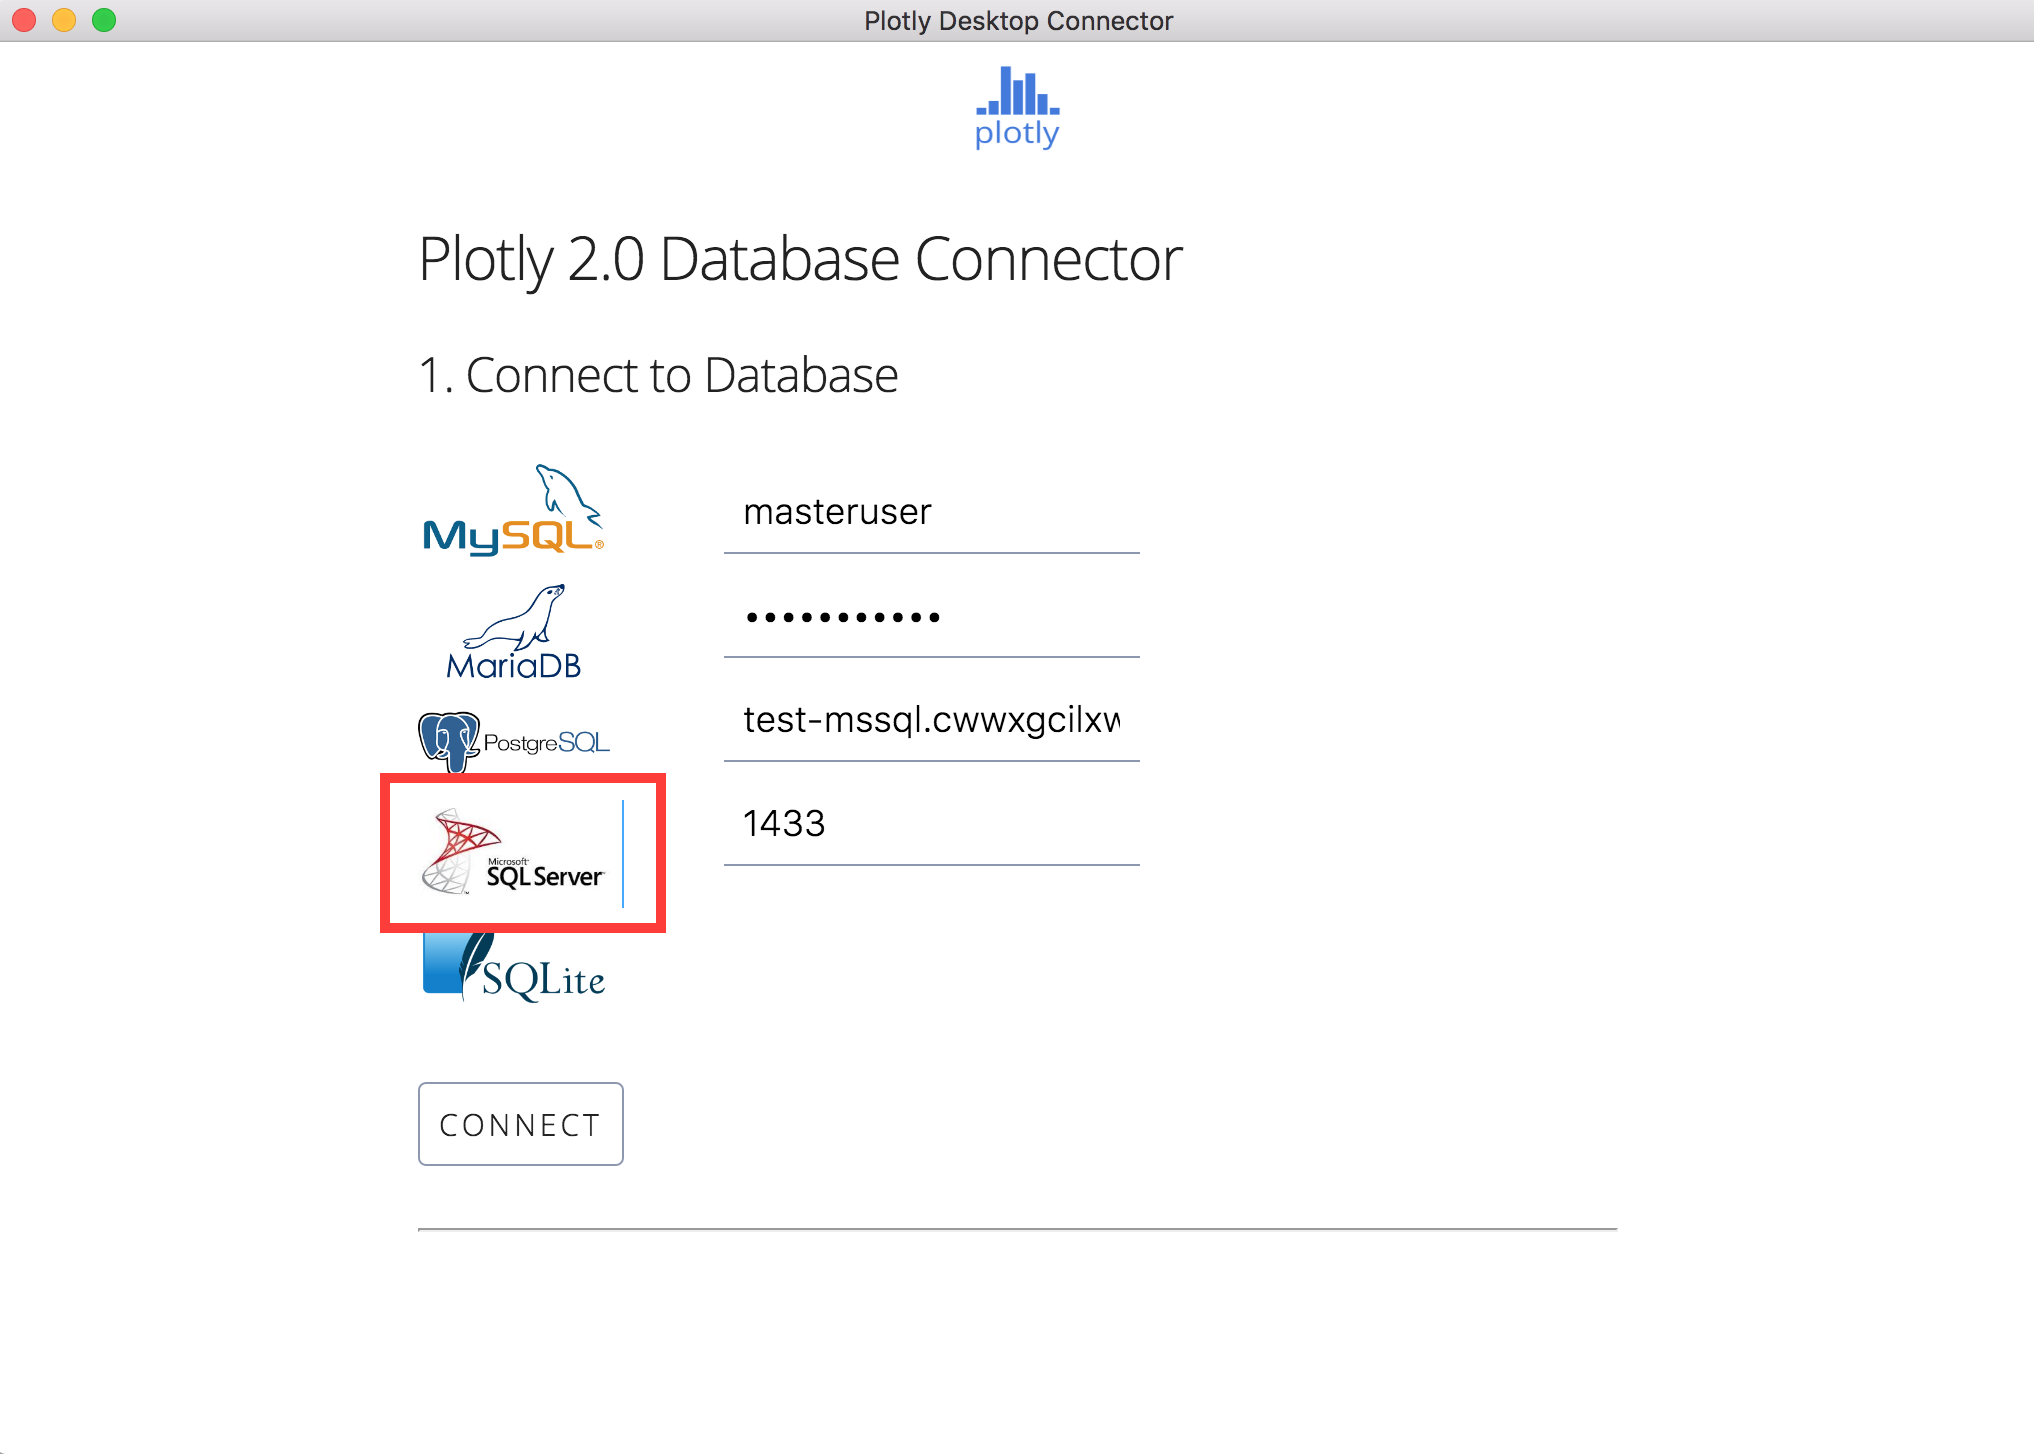 Plotly Desktop Connector
plotly
Plotly 2.0 Database Connector
1. Connect to Database
MySQL®
masteruser
•••••••••••
MariaDB
test-mssql.cwwxgcilxw
PostgreSQL
1433
Microsoft®
SQL Server™
SQLite
CONNECT